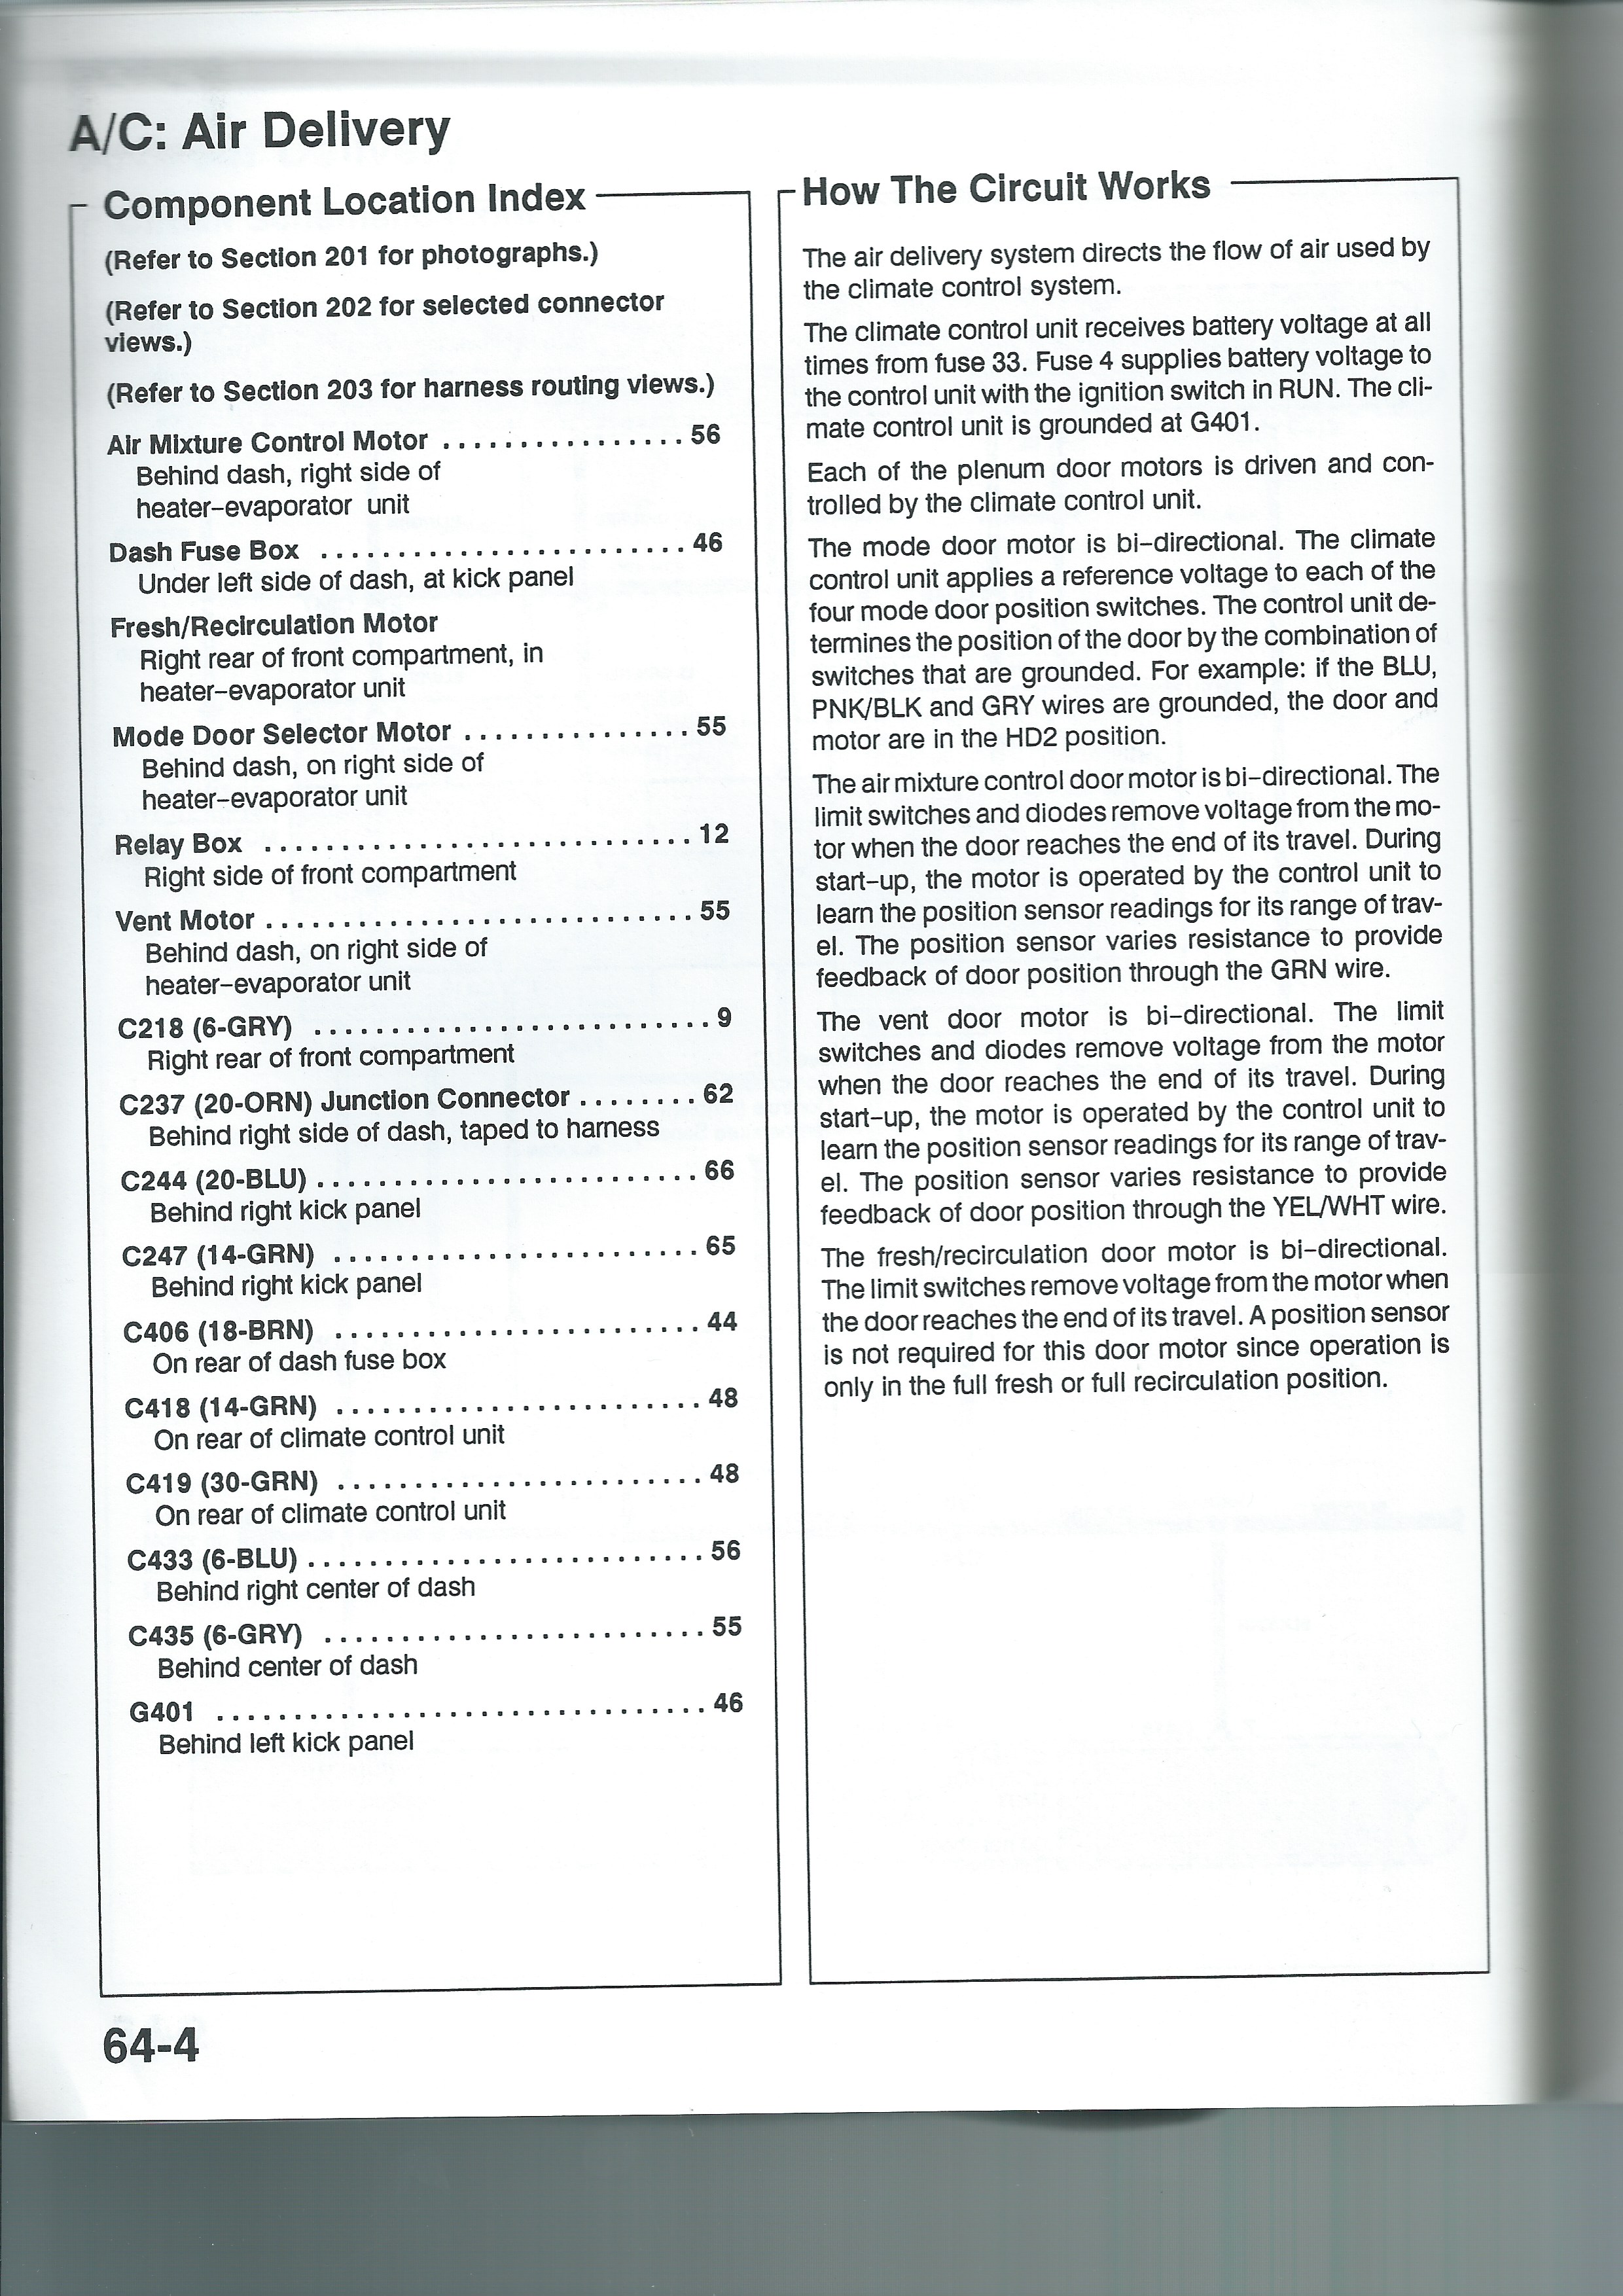 A/C: Air Delivery
Component Location Index
(Refer to Section 201 for photographs.)
(Refer to Section 202 for selected connector
views.)
(Refer to Section 203 for harness routing views.)
Air Mixture Control Motor . . . . . . . . . . . . . . . . 56
Behind dash, right side of
heater–evaporator unit
Dash Fuse Box . . . . . . . . . . . . . . . . . . . . . . . . 46
Under left side of dash, at kick panel
Fresh/Recirculation Motor
Right rear of front compartment, in
heater–evaporator unit
Mode Door Selector Motor . . . . . . . . . . . . . . . 55
Behind dash, on right side of
heater–evaporator unit
Relay Box . . . . . . . . . . . . . . . . . . . . . . . . . . . . 12
Right side of front compartment
Vent Motor . . . . . . . . . . . . . . . . . . . . . . . . . . . . 55
Behind dash, on right side of
heater–evaporator unit
C218 (6-GRY) . . . . . . . . . . . . . . . . . . . . . . . . . . 9
Right rear of front compartment
C237 (20-ORN) Junction Connector . . . . . . . . 62
Behind right side of dash, taped to harness
C244 (20-BLU) . . . . . . . . . . . . . . . . . . . . . . . . . 66
Behind right kick panel
C247 (14-GRN) . . . . . . . . . . . . . . . . . . . . . . . . 65
Behind right kick panel
C406 (18-BRN) . . . . . . . . . . . . . . . . . . . . . . . . 44
On rear of dash fuse box
C418 (14-GRN) . . . . . . . . . . . . . . . . . . . . . . . . 48
On rear of climate control unit
C419 (30-GRN) . . . . . . . . . . . . . . . . . . . . . . . . 48
On rear of climate control unit
C433 (6-BLU) . . . . . . . . . . . . . . . . . . . . . . . . . . 56
Behind right center of dash
C435 (6-GRY) . . . . . . . . . . . . . . . . . . . . . . . . . 55
Behind center of dash
G401 . . . . . . . . . . . . . . . . . . . . . . . . . . . . . . . . 46
Behind left kick panel
How The Circuit Works
The air delivery system directs the flow of air used by
the climate control system.
The climate control unit receives battery voltage at all
times from fuse 33. Fuse 4 supplies battery voltage to
the control unit with the ignition switch in RUN. The cli-
mate control unit is grounded at G401.
Each of the plenum door motors is driven and con-
trolled by the climate control unit.
The mode door motor is bi–directional. The climate
control unit applies a reference voltage to each of the
four mode door position switches. The control unit de-
termines the position of the door by the combination of
switches that are grounded. For example: if the BLU,
PNK/BLK and GRY wires are grounded, the door and
motor are in the HD2 position.
The air mixture control door motor is bi–directional. The
limit switches and diodes remove voltage from the mo-
tor when the door reaches the end of its travel. During
start–up, the motor is operated by the control unit to
learn the position sensor readings for its range of trav-
el. The position sensor varies resistance to provide
feedback of door position through the GRN wire.
The vent door motor is bi–directional. The limit
switches and diodes remove voltage from the motor
when the door reaches the end of its travel. During
start–up, the motor is operated by the control unit to
learn the position sensor readings for its range of trav-
el. The position sensor varies resistance to provide
feedback of door position through the YEL/WHT wire.
The fresh/recirculation door motor is bi–directional.
The limit switches remove voltage from the motor when
the door reaches the end of its travel. A position sensor
is not required for this door motor since operation is
only in the full fresh or full recirculation position.
64-4